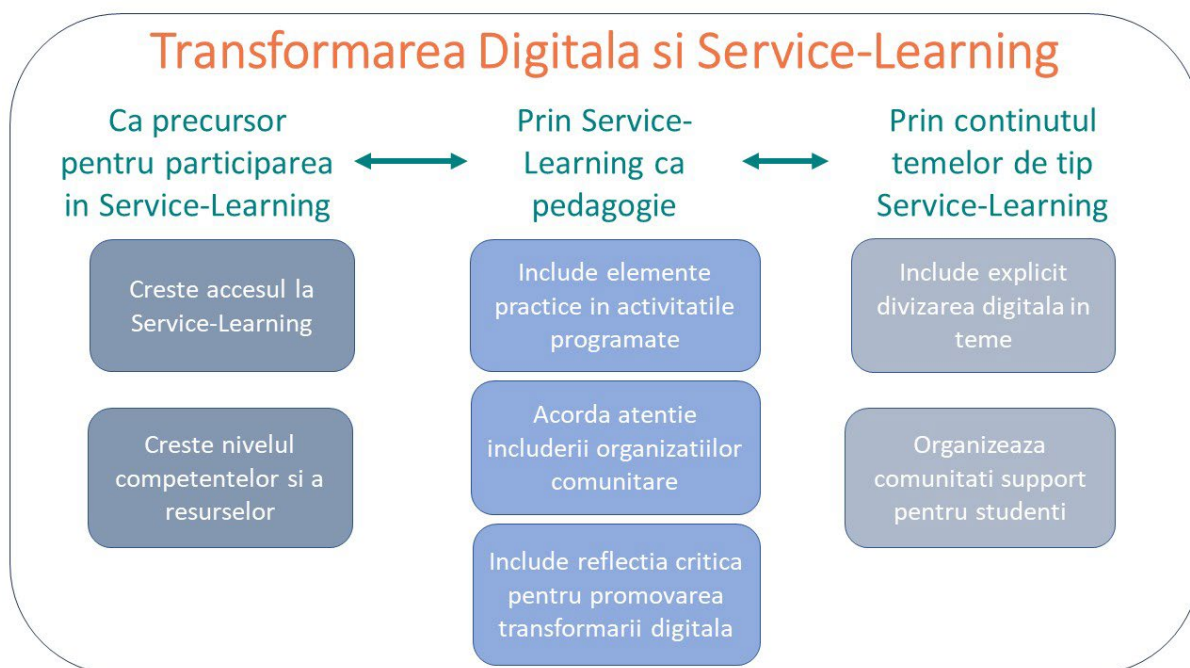 Transformarea Digitala si Service-Learning
Ca precursor
pentru participarea
in Service-Learning
Creste accesul la
Service-Learning
Creste nivelul
competentelor si a
resurselor
Prin Service-
Learning ca
pedagogie
Include elemente
practice in activitatile
programate
Acorda atentie
includerii organizatiilor
comunitare
Include reflectia critica
pentru promovarea
transformarii digitala
Prin continutul
temelor de tip
Service-Learning
Include explicit
divizarea digitala in
teme
Organizeaza
comunitati support
pentru studenti